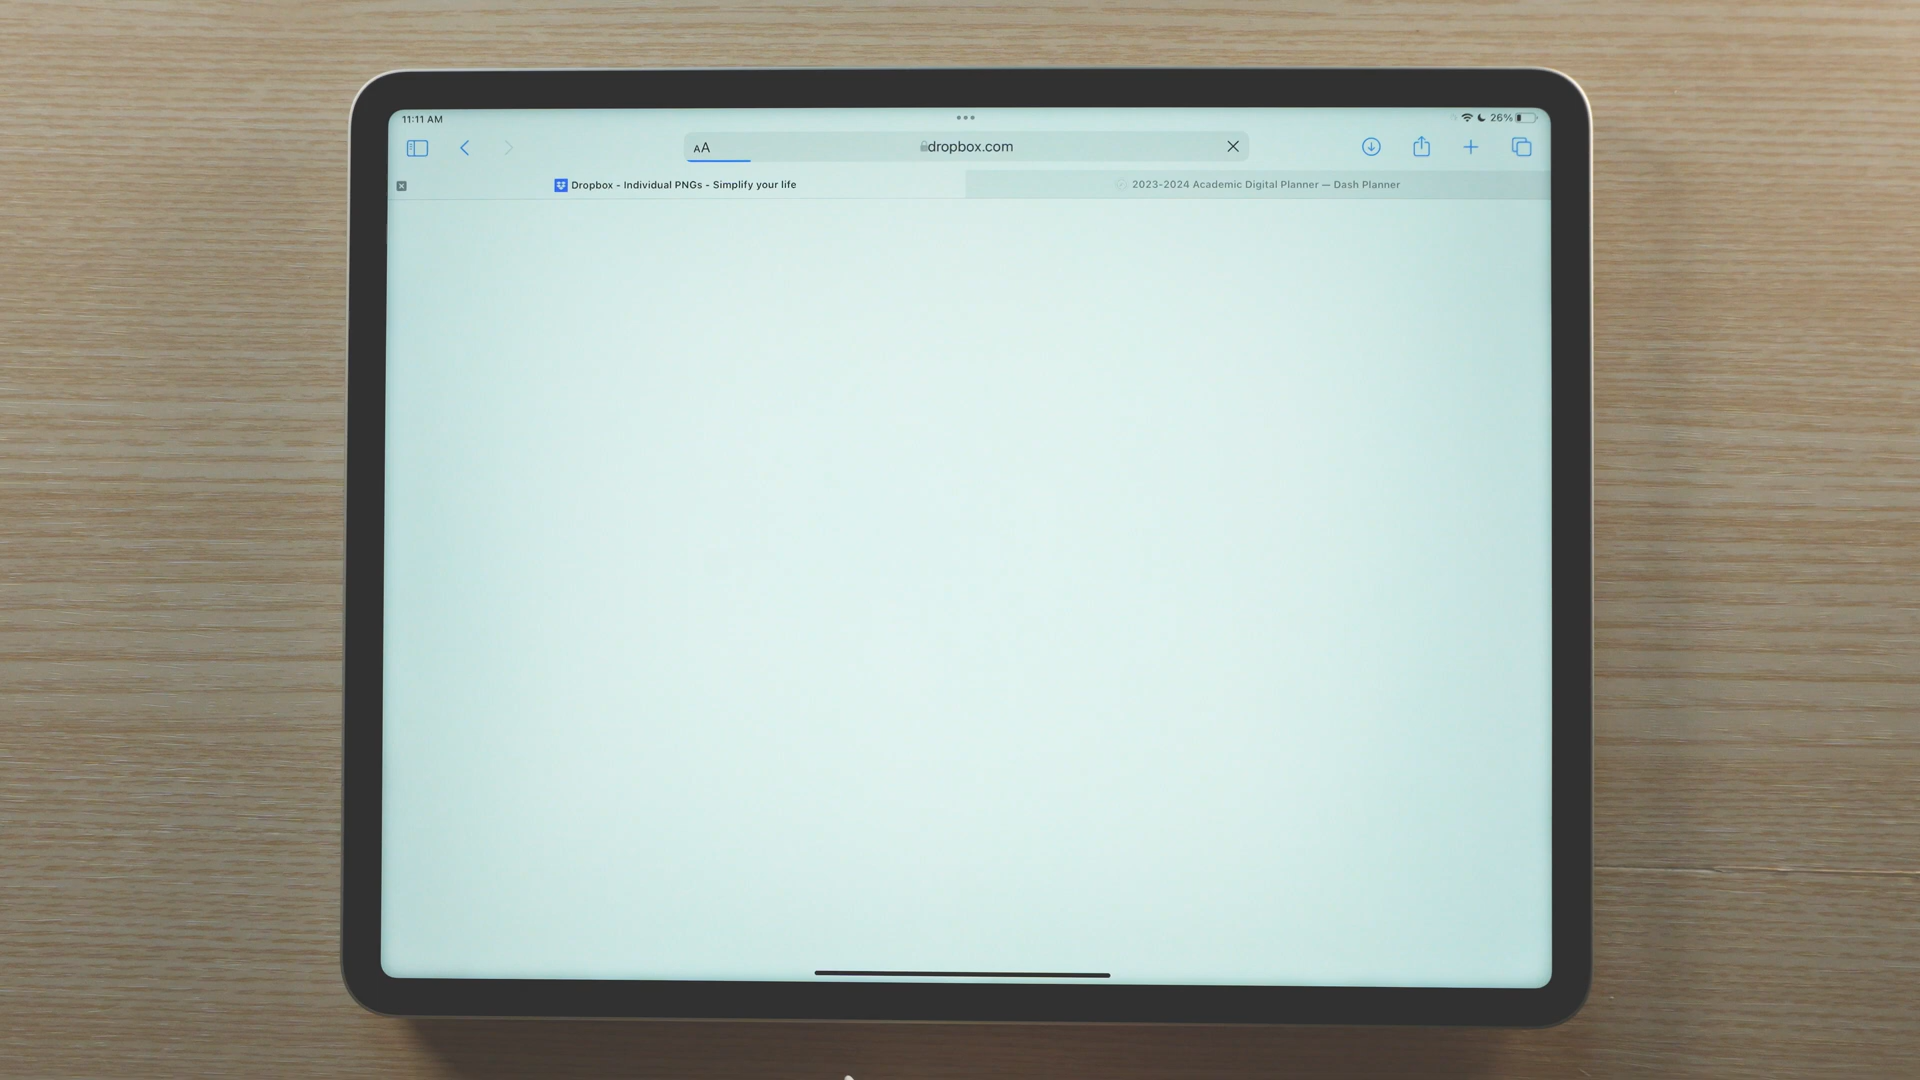 11:11 AM
26%
AA
dropbox.com
Dropbox - Individual PNGs - Simplify your life
2023-2024 Academic Digital Planner — Dash Planner